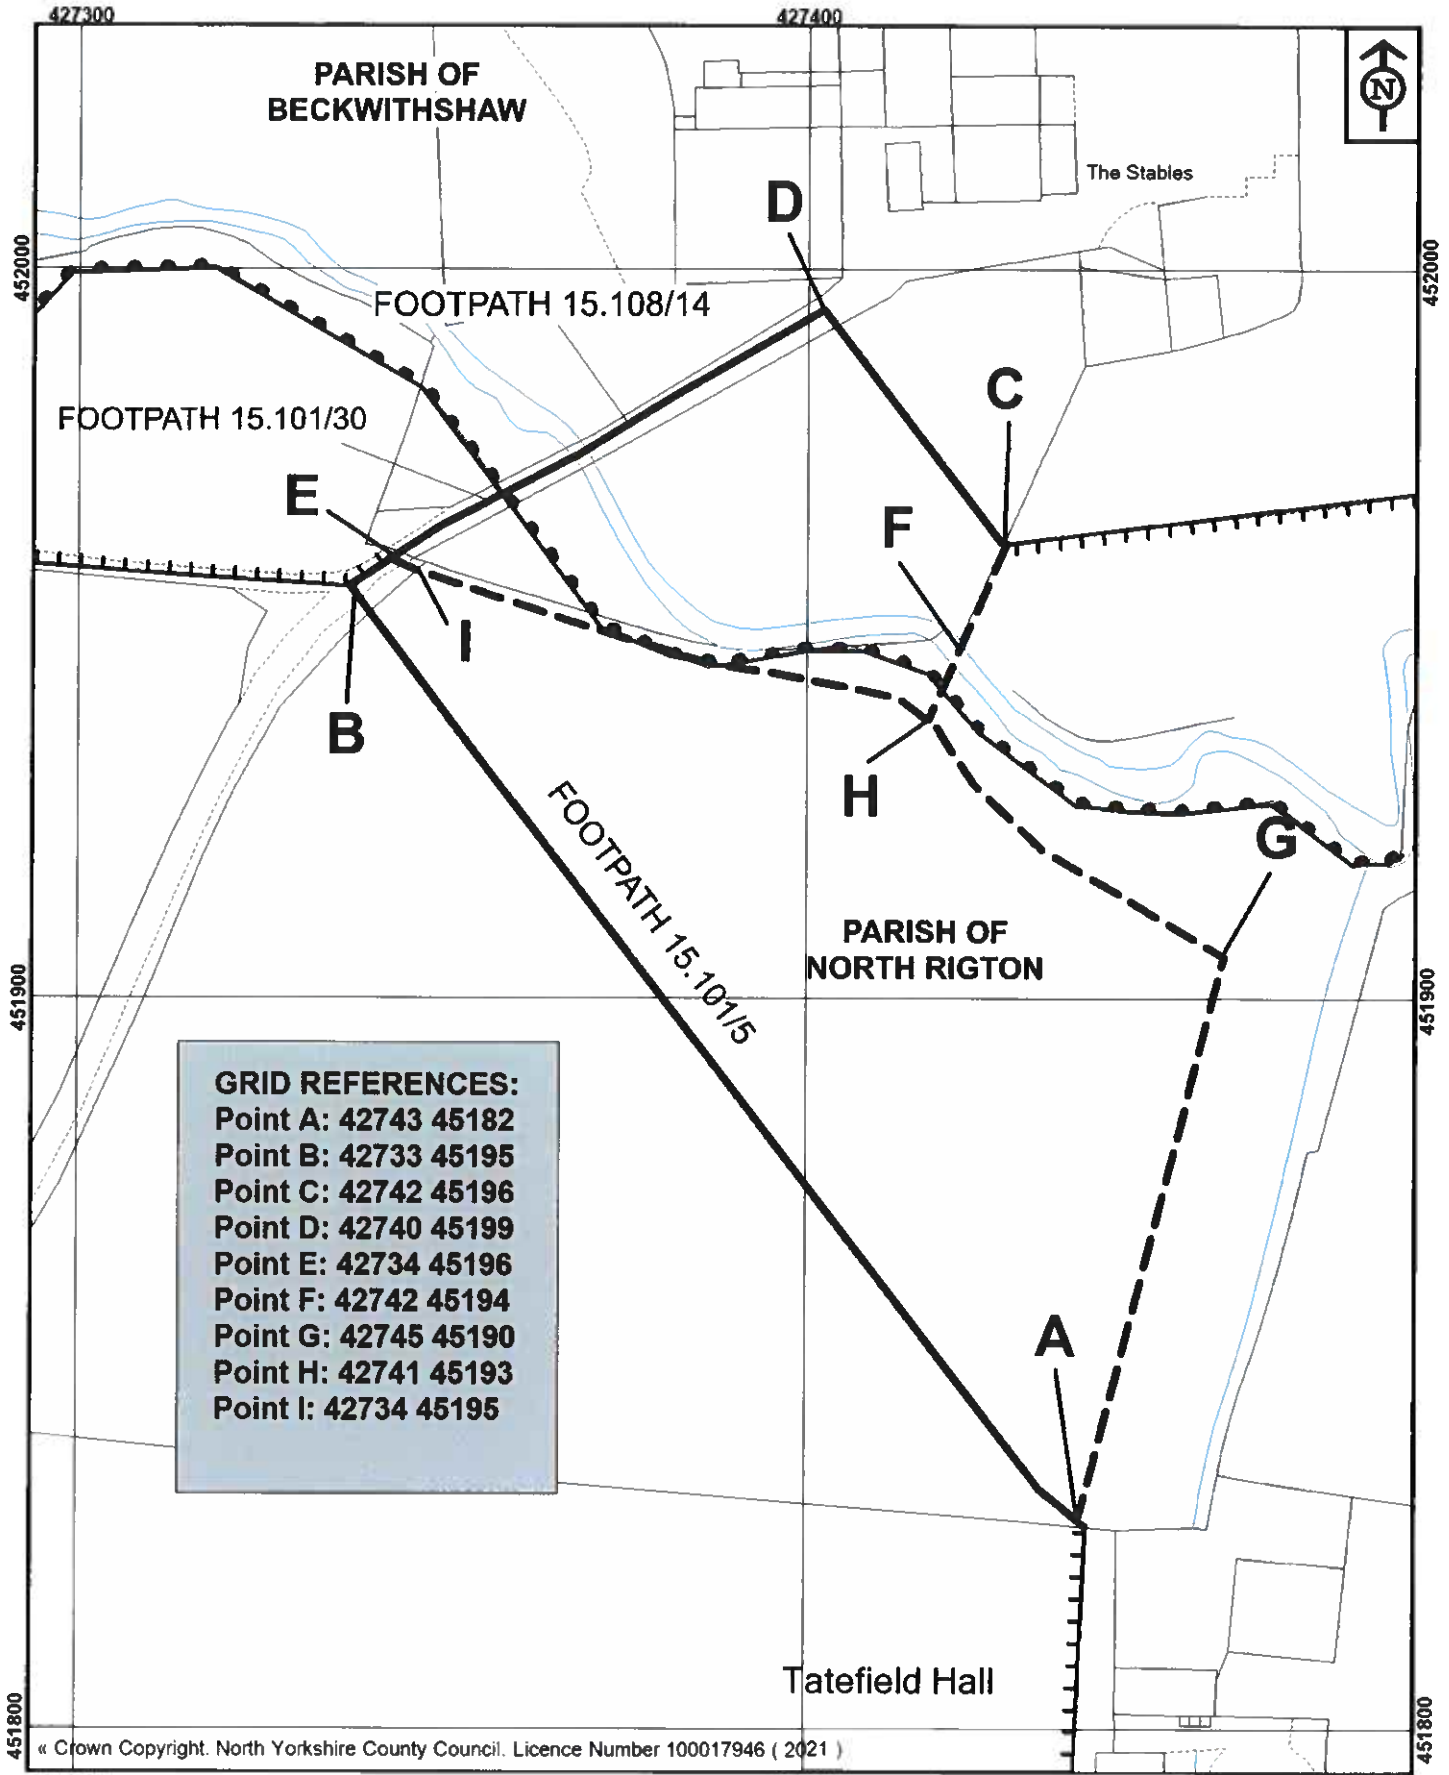 427300
427400
PARISH OF
BECKWITHSHAW
N
The Stables
D
452000
452000
FOOTPATH 15.108/14
C
FOOTPATH 15.101/30
E
F
I
B
H
FOOTPATH 15.101/5
G
PARISH OF
NORTH RIGTON
451900
451900
GRID REFERENCES:
Point A: 42743 45182
Point B: 42733 45195
Point C: 42742 45196
Point D: 42740 45199
Point E: 42734 45196
Point F: 42742 45194
Point G: 42745 45190
Point H: 42741 45193
Point I: 42734 45195
A
Tatefield Hall
451800
451800
« Crown Copyright. North Yorkshire County Council. Licence Number 100017946 ( 2021 )